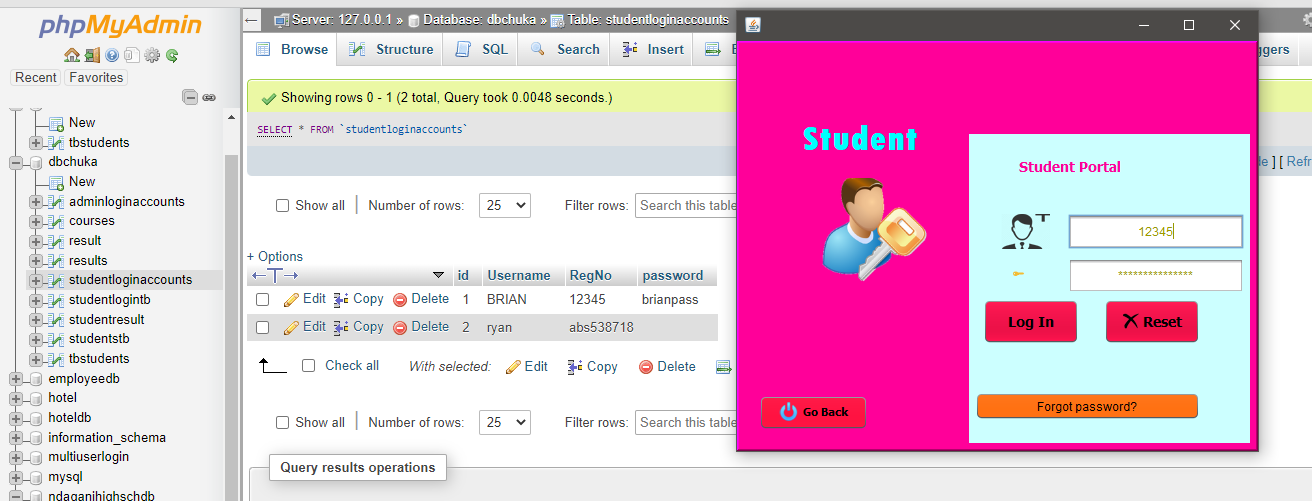 phpMyAdmin
Recent Favorites
New
tbstudents
dbchuka
New
adminloginaccounts
courses
result
results
studentloginaccounts
studentlogintb
studentresult
studentstb
tbstudents
employeedb
hotel
hoteldb
information_schema
multiuserlogin
mysql
ndaganihighschdb
Server: 127.0.0.1 » Database: dbchuka » Table: studentloginaccounts
Browse Structure SQL Search Insert E
ggers
Showing rows 0 - 1 (2 total, Query took 0.0048 seconds.)
SELECT * FROM `studentloginaccounts`
] [ Refr
Show all Number of rows: 25 Filter rows: Search this table
+ Options
←T→ id Username RegNo password
Edit Copy Delete 1 BRIAN 12345 brianpass
Edit Copy Delete 2 ryan abs538718
Check all With selected: Edit Copy Delete
Show all Number of rows: 25 Filter rows: Search this table
Query results operations
Student
Student Portal
12345
***************
Log In Reset
Go Back
Forgot password?